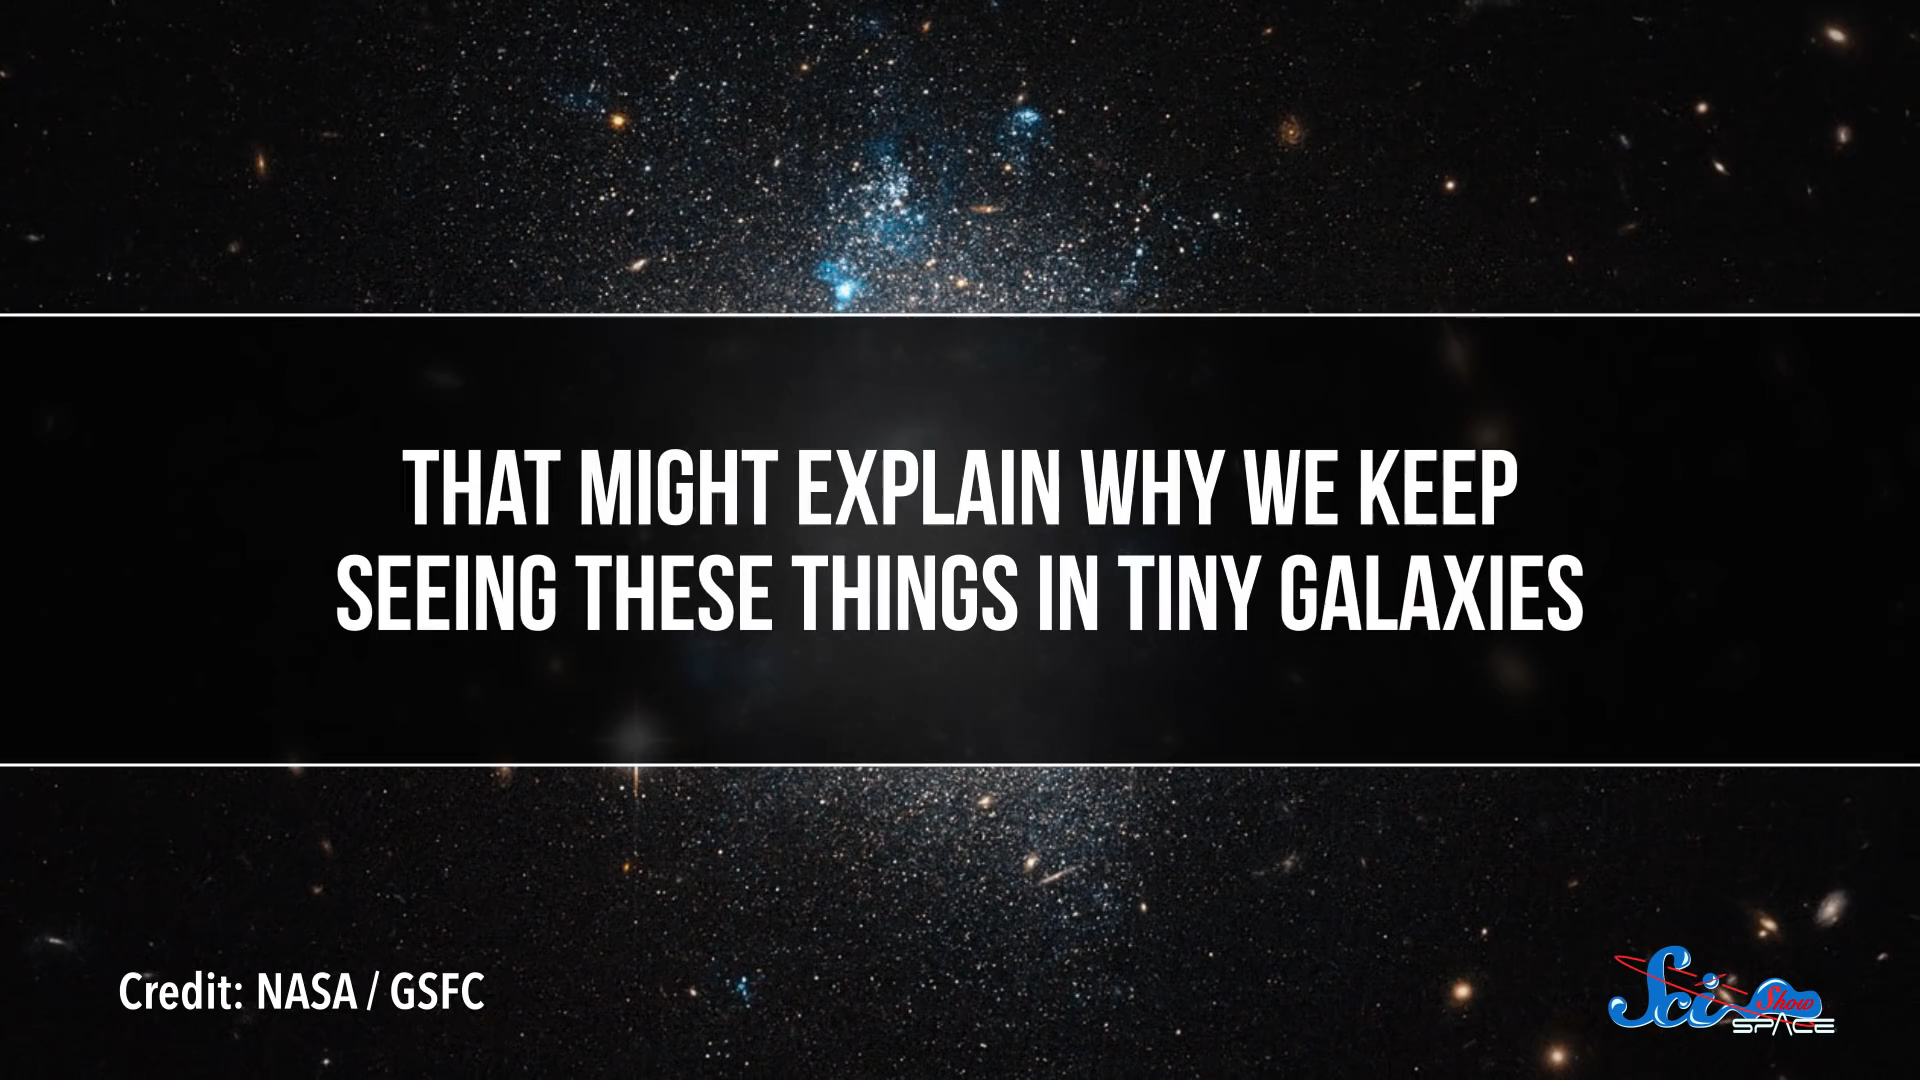 THAT MIGHT EXPLAIN WHY WE KEEP
SEEING THESE THINGS IN TINY GALAXIES
Credit: NASA / GSFC
Sci Show
SPACE